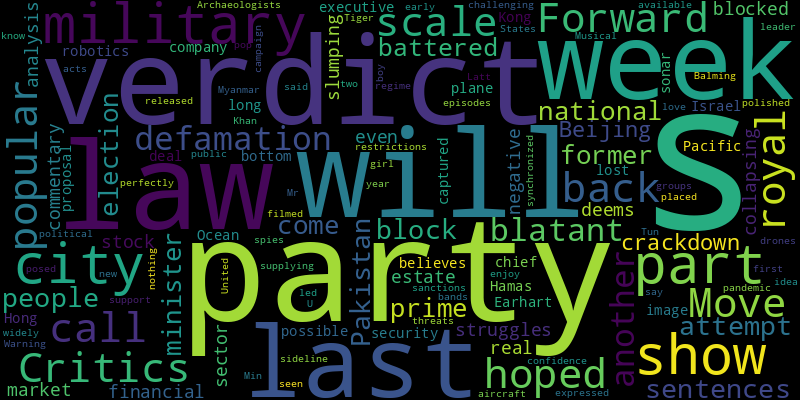 Archaeologists
executive
early
challenging
available
military
scale
Forward
blocked
know
Tiger
Kong
States
leader
analysis
robotics
company
pop
campaign
slumping
battered
Musical
week
acts
verdict
boy
regime
Latt
sonar
Balming
popular
released
Myanmar
said
two
plane
long
Khan
episodes
national
love
Israel
polished
election
defamation
even
captured
negative
synchronized
Beijing
Pacific
commentary
proposal
deal
public
bottom
restrictions
girl
former
lost
S
collapsing
royal
law
perfectly
Mr
year
will
back
groups
placed
filmed
deems
political
Ocean
come
block
blatant
Tun
drones
city
stock
nothing
spies
party
Pakistan
believes
chief
crackdown
minister
United
supplying
estate
Hamas
enjoy
part
posed
new
led
U
sanctions
bands
Earhart
another
say
first
idea
people
support
prime
threats
Move
pandemic
Hong
call
sector
possible
security
struggles
image
attempt
widely
Warning
last
real
Critics
sideline
hoped
show
Min
seen
confidence
market
financial
aircraft
expressed
sentences